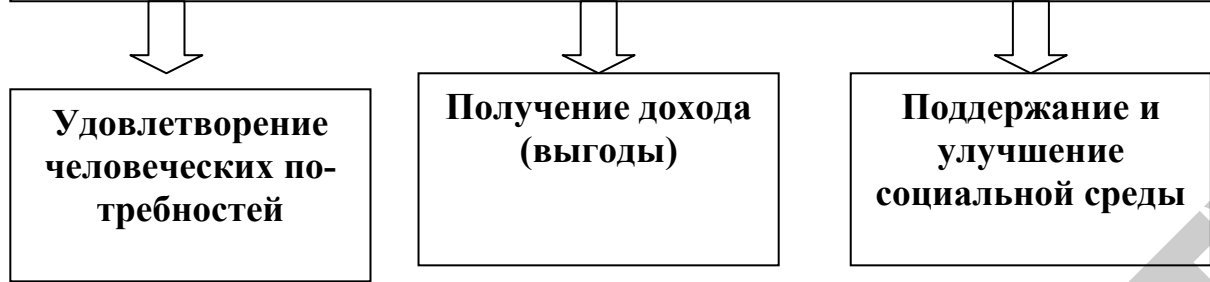 Удовлетворение
человеческих по-
требностей
Получение дохода
(выгоды)
Поддержание и
улучшение
социальной среды